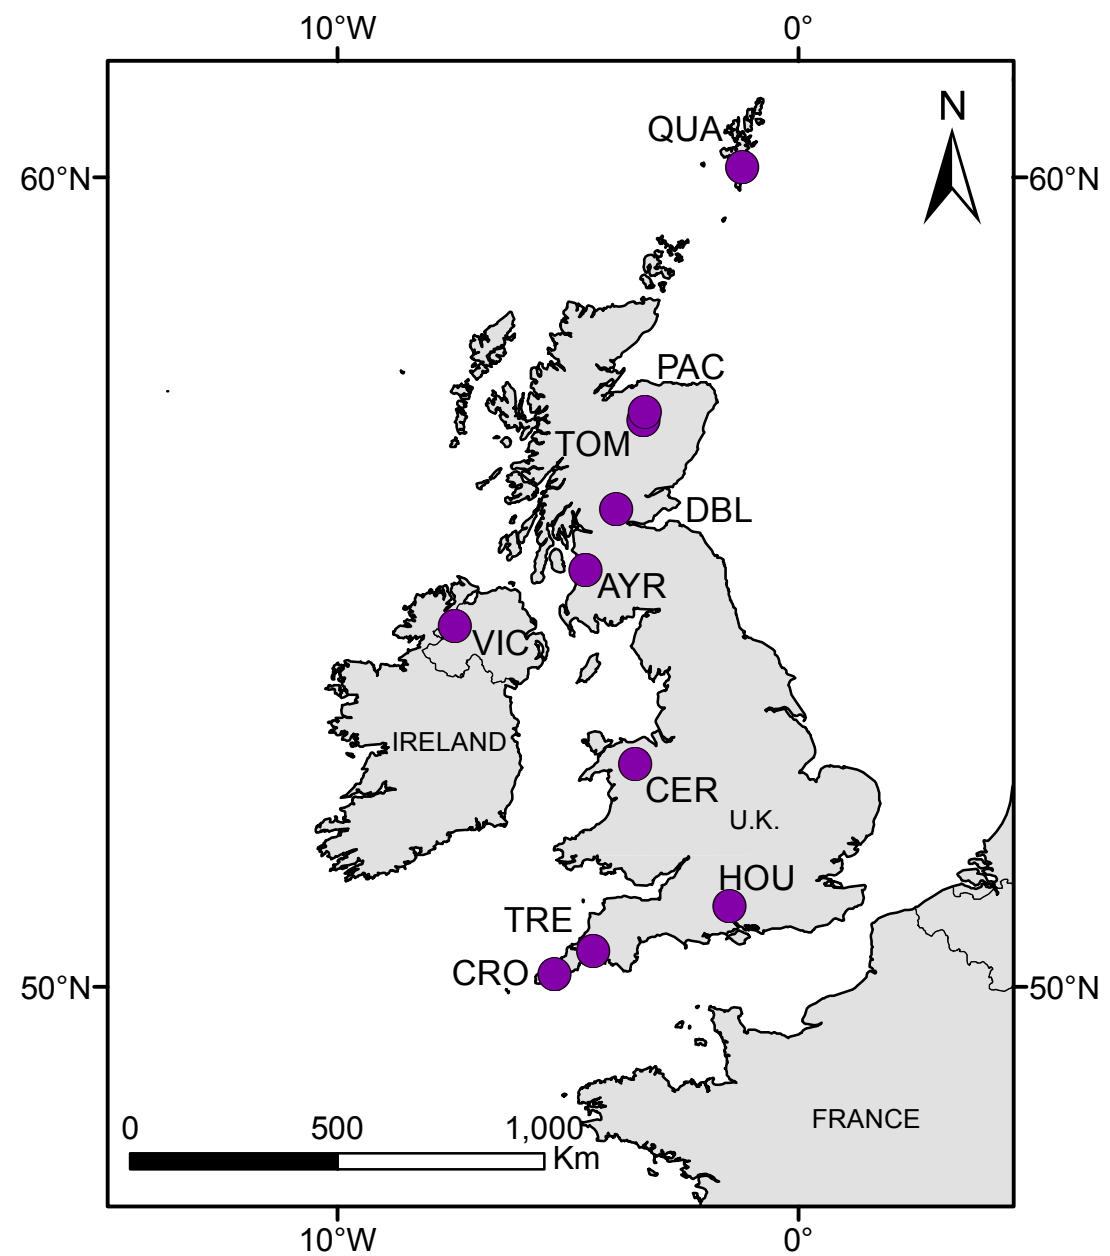 10°W 0°
N
QUA
60°N 60°N
PAC
TOM
DBL
AYR
VIC
IRELAND
CER
U.K.
HOU
TRE
CRO
50°N 50°N
FRANCE
0 500 1,000
Km
10°W 0°